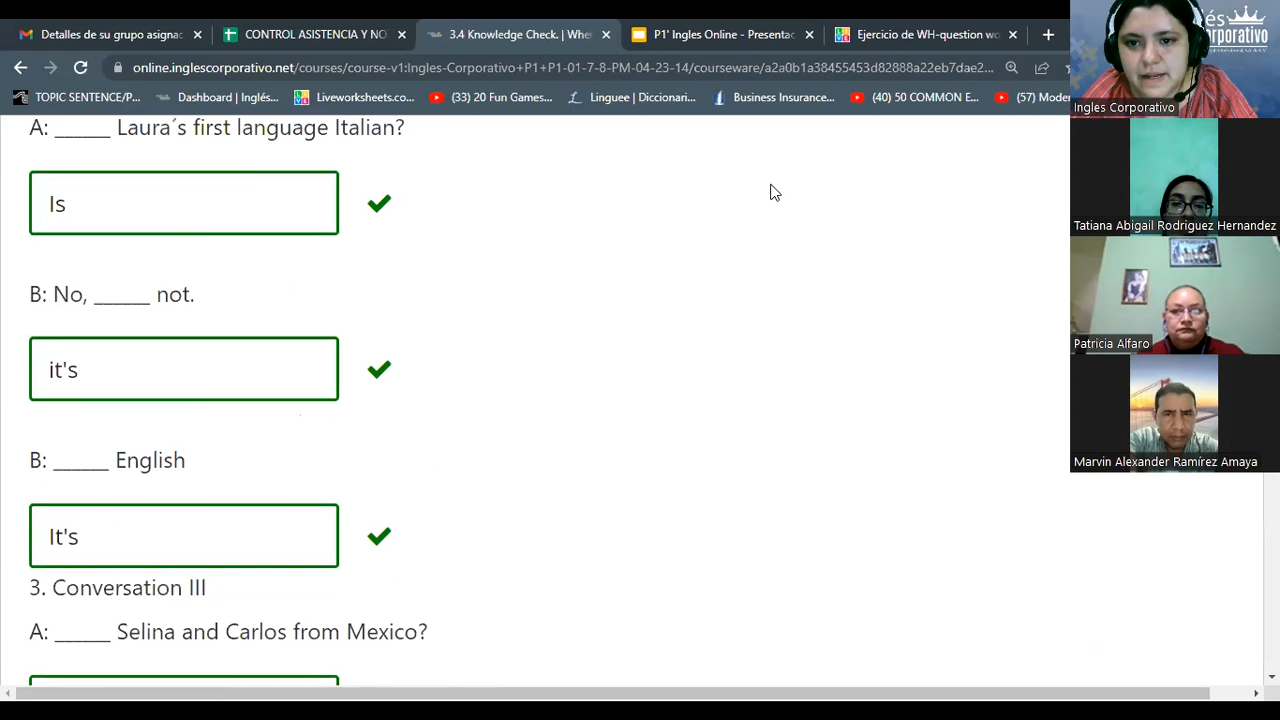 Detalles de su grupo asignac
CONTROL ASISTENCIA Y NO
3.4 Knowledge Check. | Whe
P1' Ingles Online - Presentac
Ejercicio de WH-question wo
online.inglescorporativo.net/courses/course-v1:Ingles-Corporativo+P1+P1-01-7-8-PM-04-23-14/courseware/a0a0b1a38455453d82888a22eb7dae2...
TOPIC SENTENCE/P...
Dashboard | Inglés...
Liveworksheets.co...
(33) 20 Fun Games...
Linguee | Diccionari...
Business Insurance...
(40) 50 COMMON E...
(57) Mode
A: ______ Laura´s first language Italian?
Is
B: No, ______ not.
it's
B: ______ English
It's
3. Conversation III
A: ______ Selina and Carlos from Mexico?
és
orporativo
Ingles Corporativo
Tatiana Abigail Rodriguez Hernandez
Patricia Alfaro
Marvin Alexander Ramírez Amaya